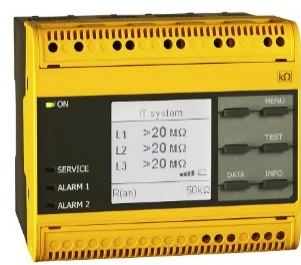 kΩ
ON
MENU
IT system
L1 >20 MΩ
L2 >20 MΩ
L3 >20 MΩ
TEST
SERVICE
ALARM 1
ALARM 2
DATA INFO
R(an) 50kΩ